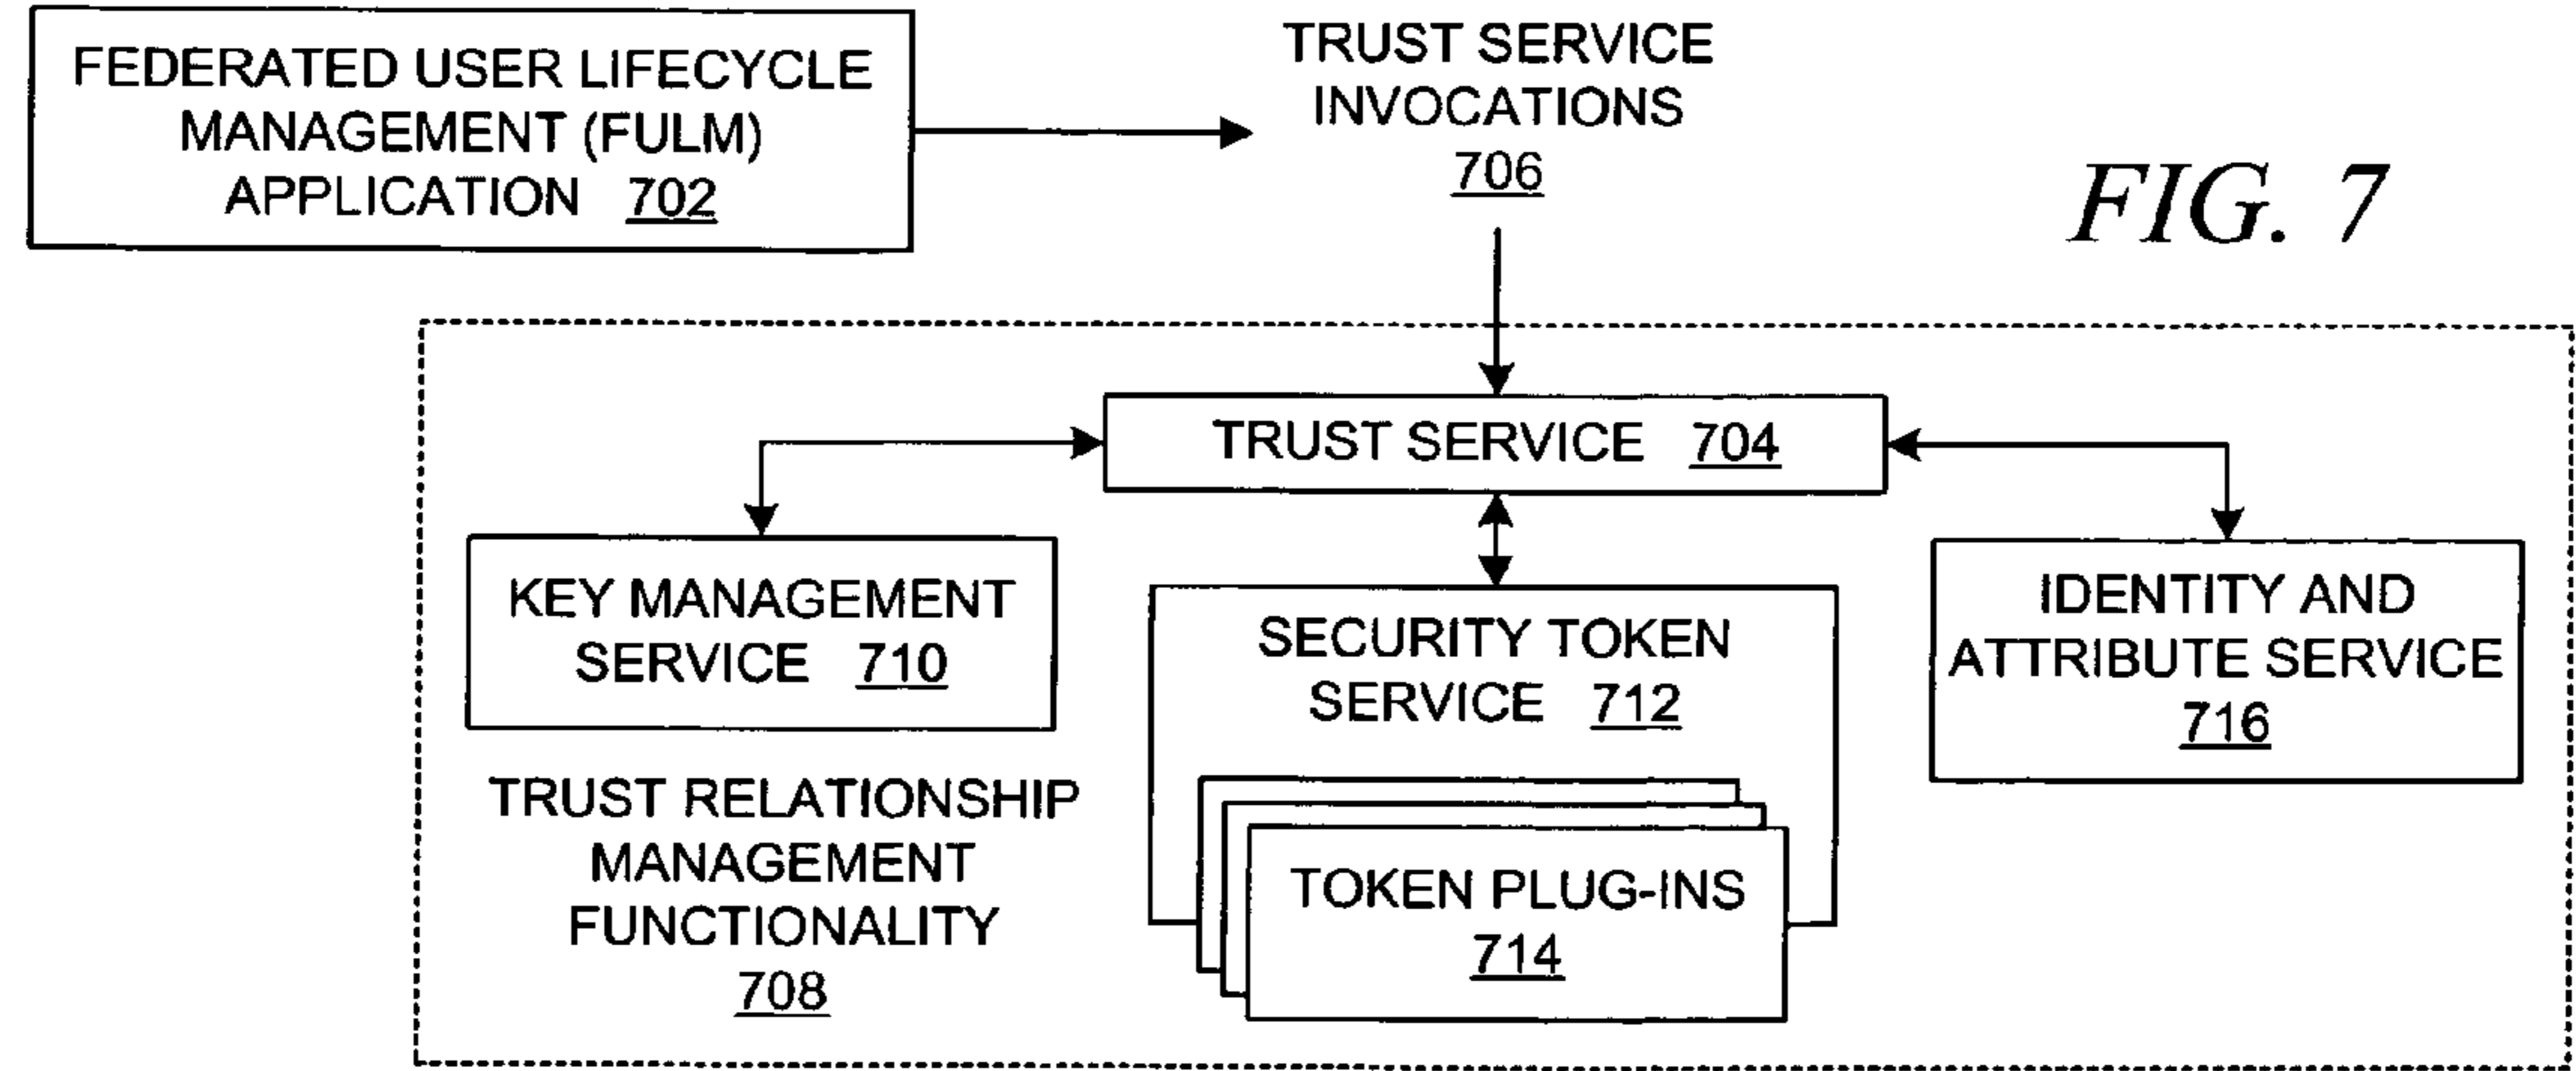 FEDERATED USER LIFECYCLE
MANAGEMENT (FULM)
APPLICATION 702
TRUST SERVICE
INVOCATIONS
706
FIG. 7
TRUST SERVICE 704
KEY MANAGEMENT
SERVICE 710
SECURITY TOKEN
SERVICE 712
IDENTITY AND
ATTRIBUTE SERVICE
716
TRUST RELATIONSHIP
MANAGEMENT
FUNCTIONALITY
708
TOKEN PLUG-INS
714